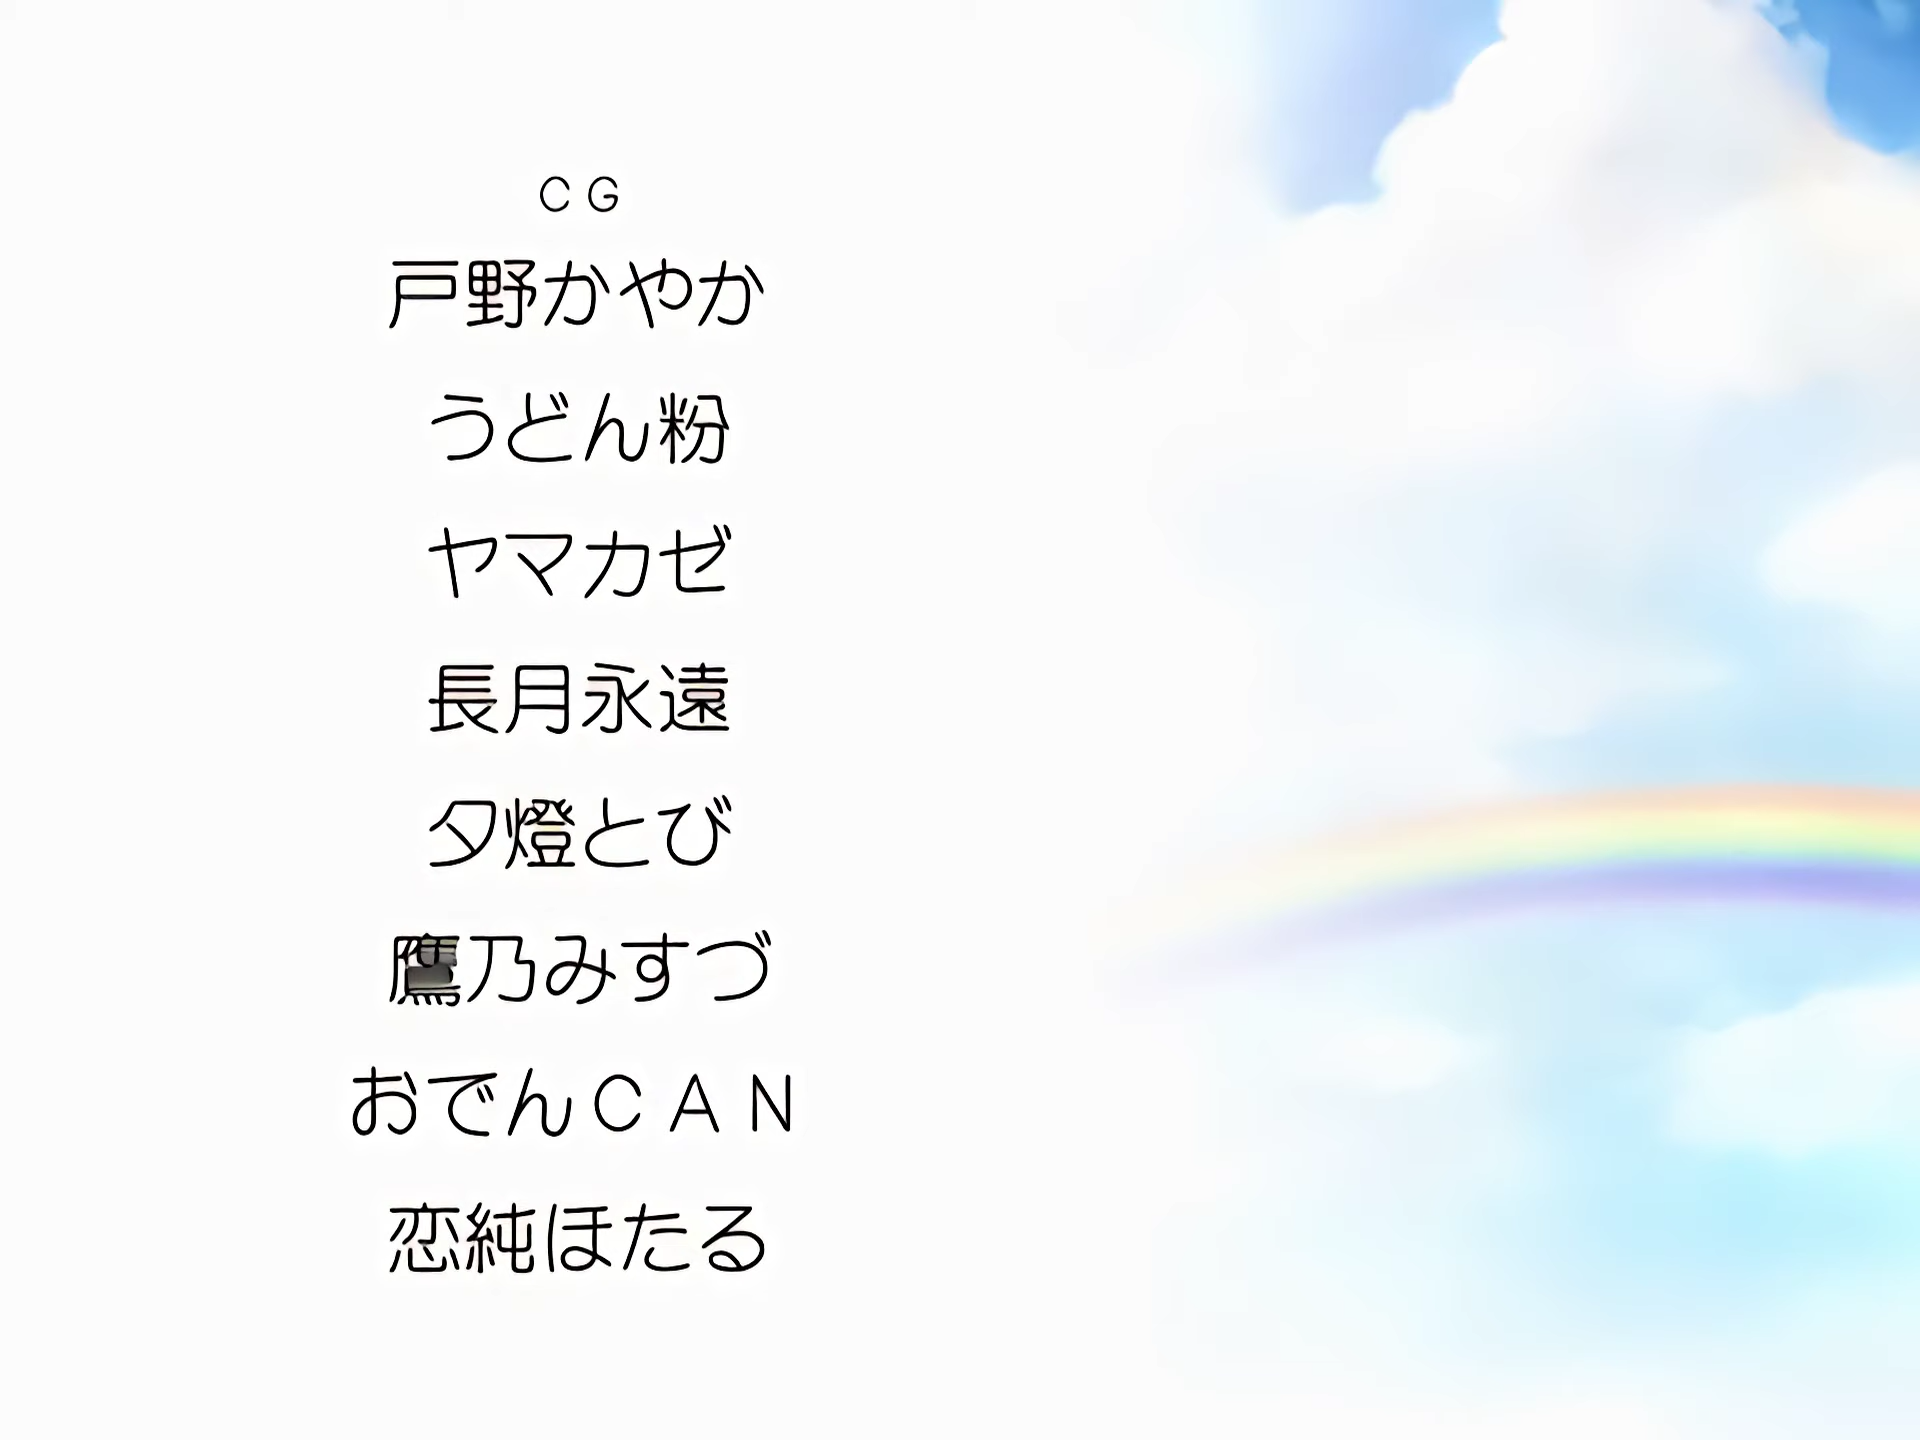 ＣＧ
戸野かやか
うどん粉
ヤマカゼ
長月永遠
夕燈とび
鷹乃みすづ
おでんＣＡＮ
恋純ほたる